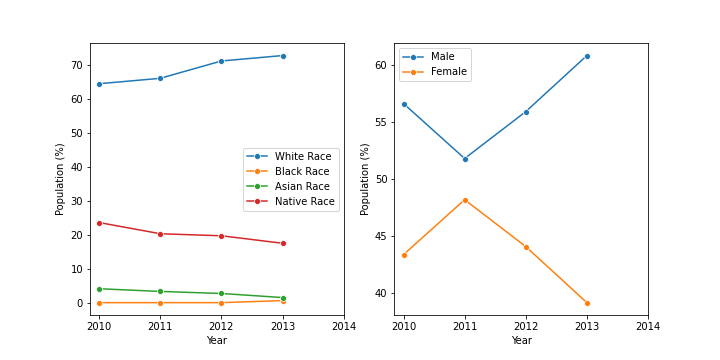 70
60
50
40
30
20
10
0
Population (%)
2010 2011 2012 2013 2014
Year
White Race
Black Race
Asian Race
Native Race
60
55
50
45
40
Population (%)
2010 2011 2012 2013 2014
Year
Male
Female